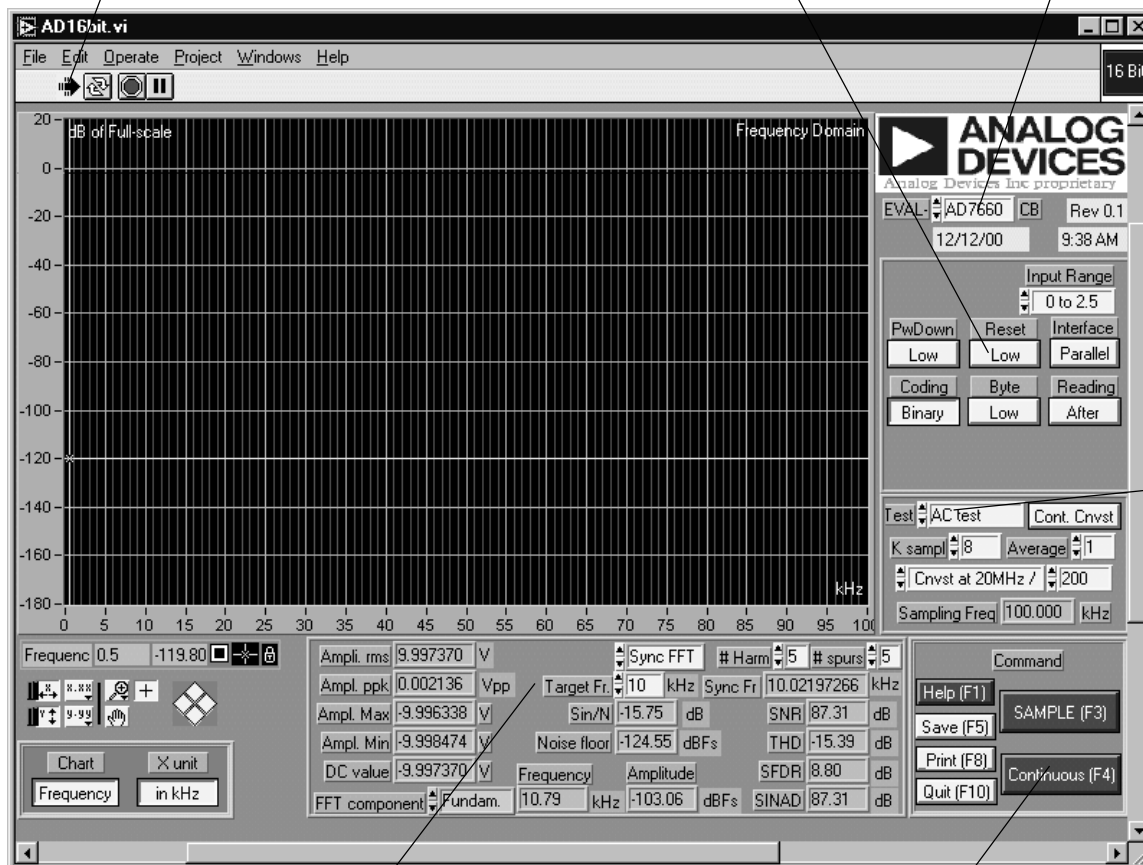 AD16bit.vi
File Edit Operate Project Windows Help
16 Bit
20
dB of Full-scale
Frequency Domain
0
-20
-40
-60
-80
-100
-120
-140
-160
-180
kHz
0 5 10 15 20 25 30 35 40 45 50 55 60 65 70 75 80 85 90 95 100
ANALOG
DEVICES
Analog Devices Inc proprietary
EVAL- AD7660 CB Rev 0.1
12/12/00 9:38 AM
Input Range
0 to 2.5
PwDown Reset Interface
Low Low Parallel
Coding Byte Reading
Binary Low After
Test AC test Cont. Cnvst
K sampl 8 Average 1
Cnvst at 20MHz / 200
Sampling Freq 100.000 kHz
Frequenc 0.5 -119.80
X.XX
Y.YY
Chart X unit
Frequency in kHz
Ampli. rms 9.997370 V Sync FFT # Harm 5 # spurs 5
Ampl. ppk 0.002136 Vpp Target Fr. 10 kHz Sync Fr 10.02197266 kHz
Ampl. Max -9.996338 V Sin/N -15.75 dB SNR 87.31 dB
Ampl. Min -9.998474 V Noise floor -124.55 dBFs THD -15.39 dB
DC value -9.997370 V Frequency Amplitude SFDR 8.80 dB
FFT component Fundam. 10.79 kHz -103.06 dBFs SINAD 87.31 dB
Command
Help (F1)
SAMPLE (F3)
Save (F5)
Print (F8)
Continuous (F4)
Quit (F10)